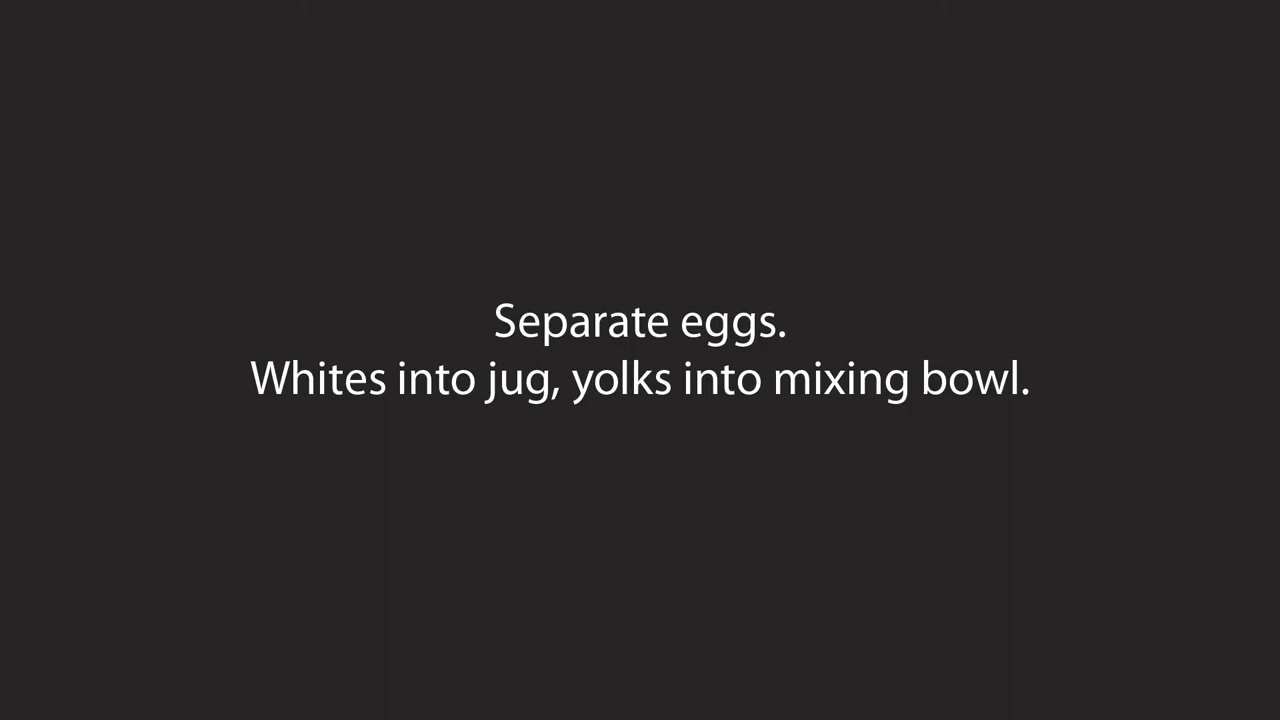 Separate eggs.
Whites into jug, yolks into mixing bowl.